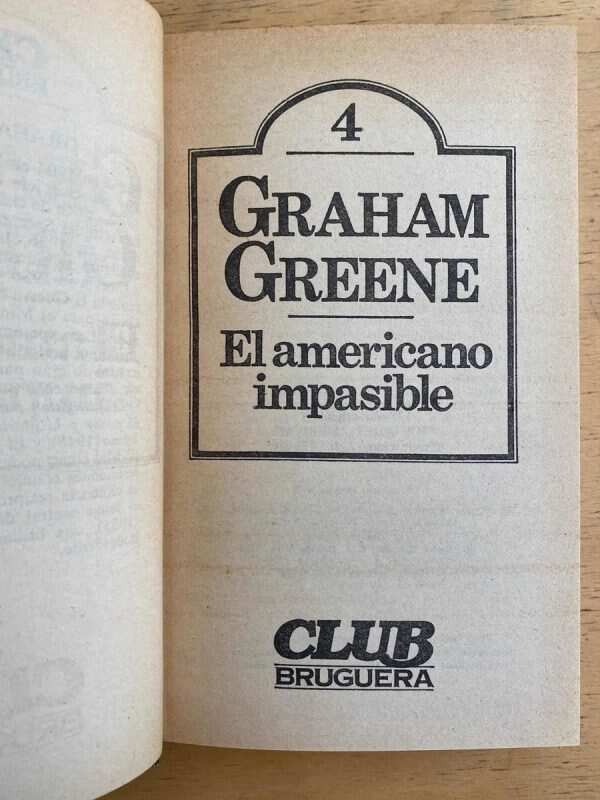 4
GRAHAM
GREENE
El americano
impasible
CLUB
BRUGUERA